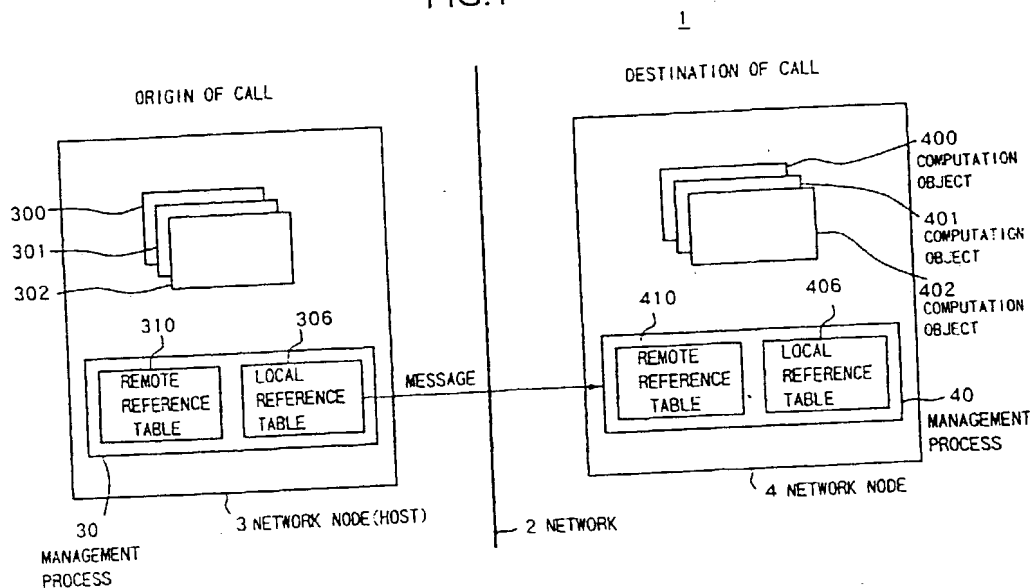 FIG.1
1
ORIGIN OF CALL
DESTINATION OF CALL
300
301
302
310
306
REMOTE
REFERENCE
TABLE
LOCAL
REFERENCE
TABLE
MESSAGE
30
MANAGEMENT
PROCESS
3 NETWORK NODE(HOST)
2 NETWORK
400
COMPUTATION
OBJECT
401
COMPUTATION
OBJECT
402
COMPUTATION
OBJECT
410
406
REMOTE
REFERENCE
TABLE
LOCAL
REFERENCE
TABLE
40
MANAGEMENT
PROCESS
4 NETWORK NODE